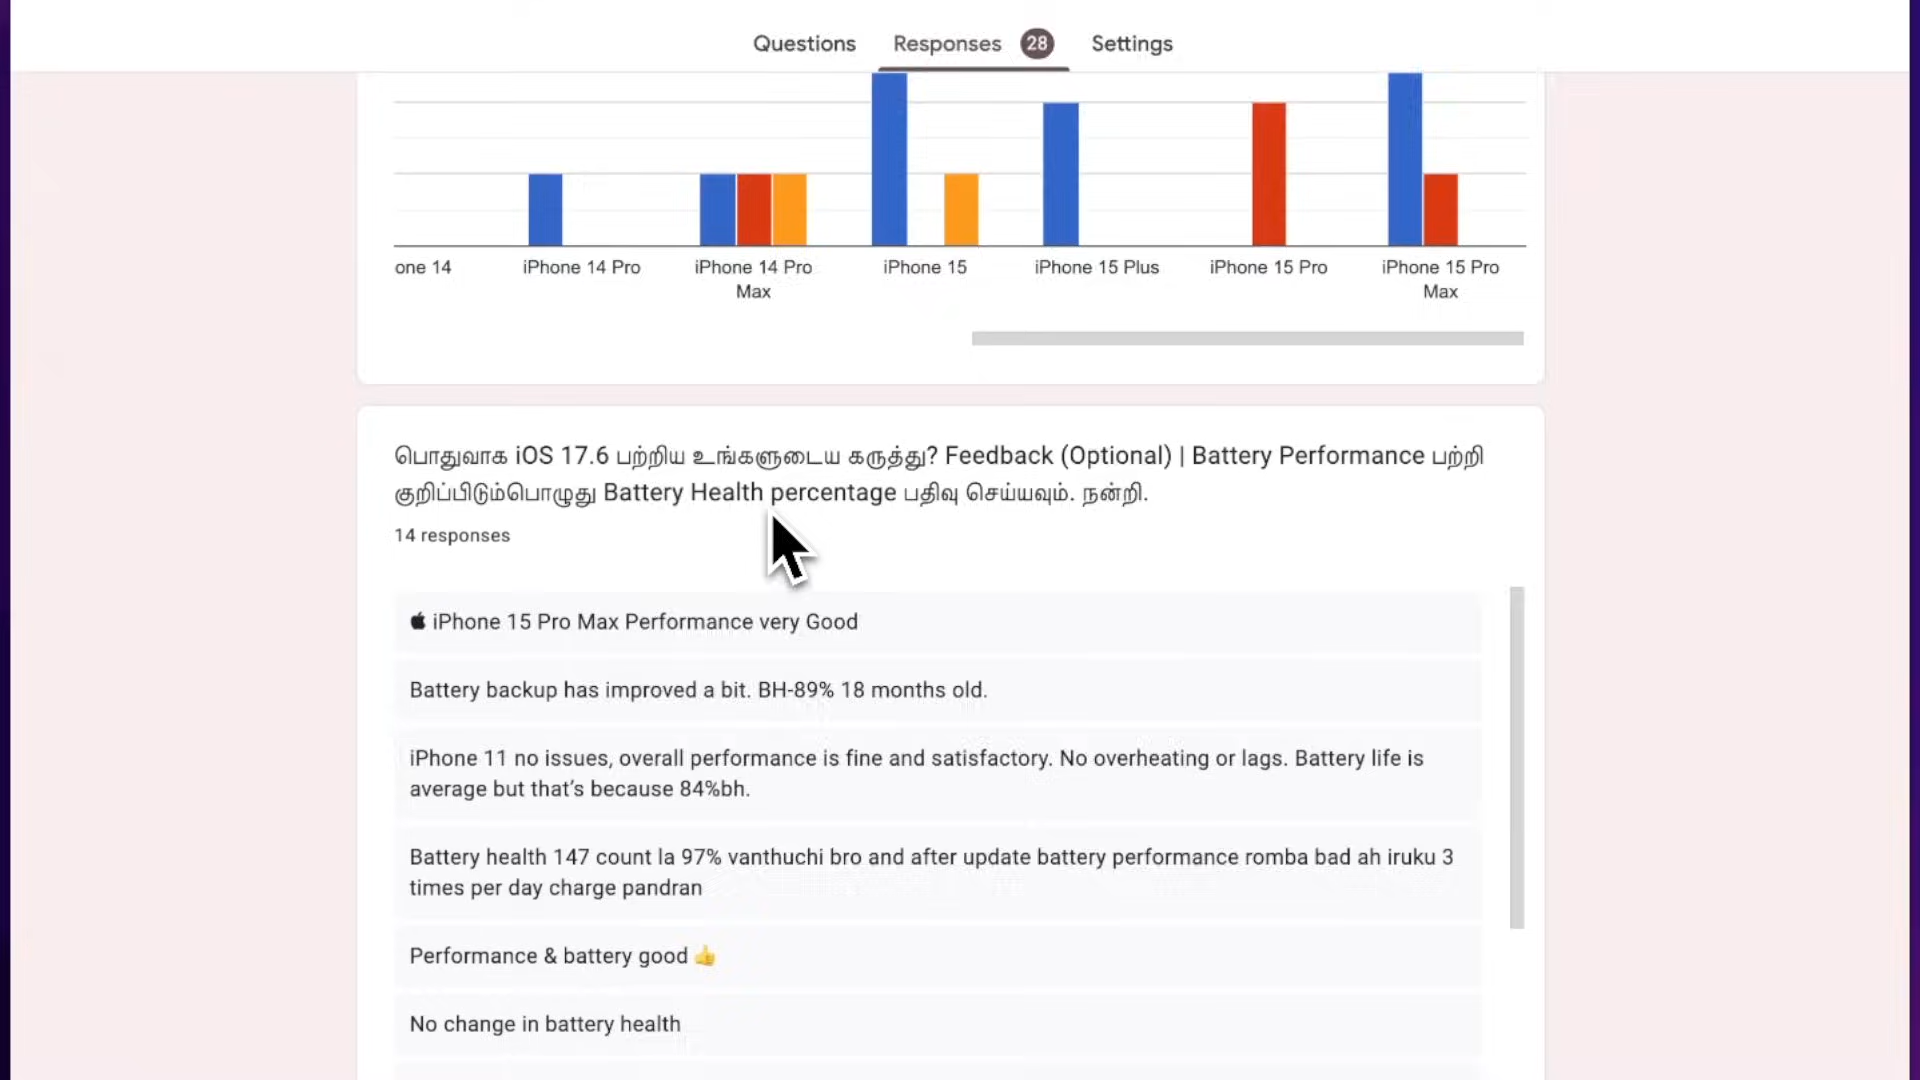 Questions Responses 28 Settings
one 14 iPhone 14 Pro iPhone 14 Pro Max iPhone 15 iPhone 15 Plus iPhone 15 Pro iPhone 15 Pro Max
பொதுவாக iOS 17.6 பற்றிய உங்களுடைய கருத்து? Feedback (Optional) | Battery Performance பற்றி
குறிப்பிடும்பொழுது Battery Health percentage பதிவு செய்யவும். நன்றி.
14 responses
iPhone 15 Pro Max Performance very Good
Battery backup has improved a bit. BH-89% 18 months old.
iPhone 11 no issues, overall performance is fine and satisfactory. No overheating or lags. Battery life is
average but that’s because 84%bh.
Battery health 147 count la 97% vanthuchi bro and after update battery performance romba bad ah iruku 3
times per day charge pandran
Performance & battery good 👍
No change in battery health